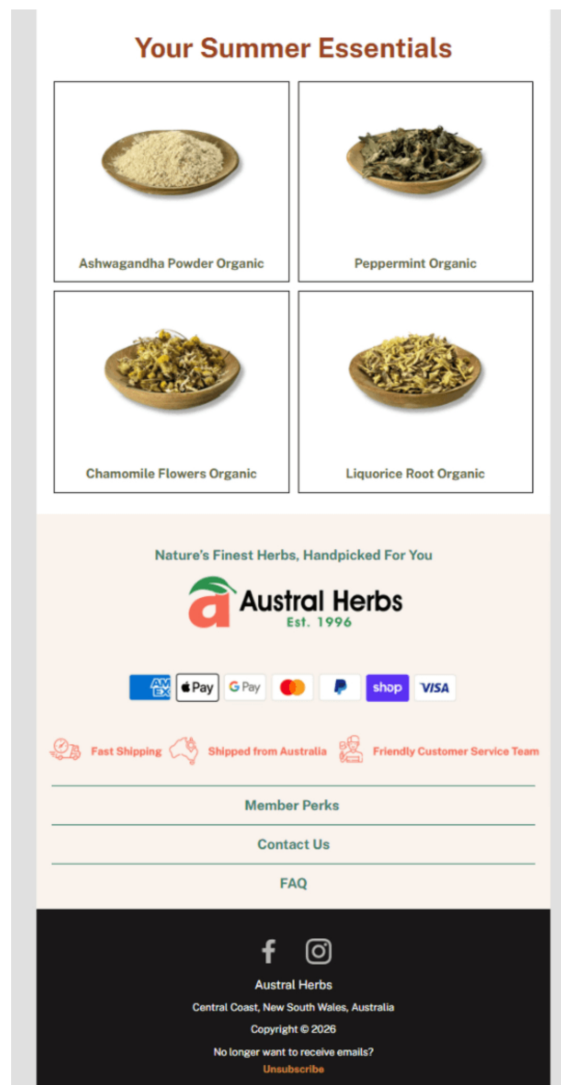 Your Summer Essentials
Ashwagandha Powder Organic
Peppermint Organic
Chamomile Flowers Organic
Liquorice Root Organic
Nature's Finest Herbs, Handpicked For You
a Austral Herbs
Est. 1996
AM EX Pay G Pay shop VISA
Fast Shipping Shipped from Australia Friendly Customer Service Team
Member Perks
Contact Us
FAQ
Austral Herbs
Central Coast, New South Wales, Australia
Copyright © 2026
No longer want to receive emails?
Unsubscribe